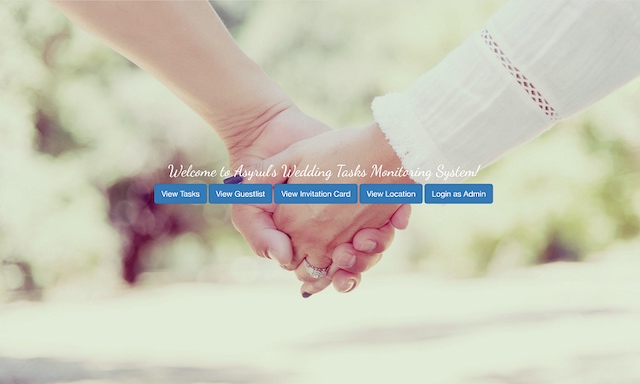 Welcome to Asyrul's Wedding Tasks Monitoring System!
View Tasks View Guestlist View Invitation Card View Location Login as Admin